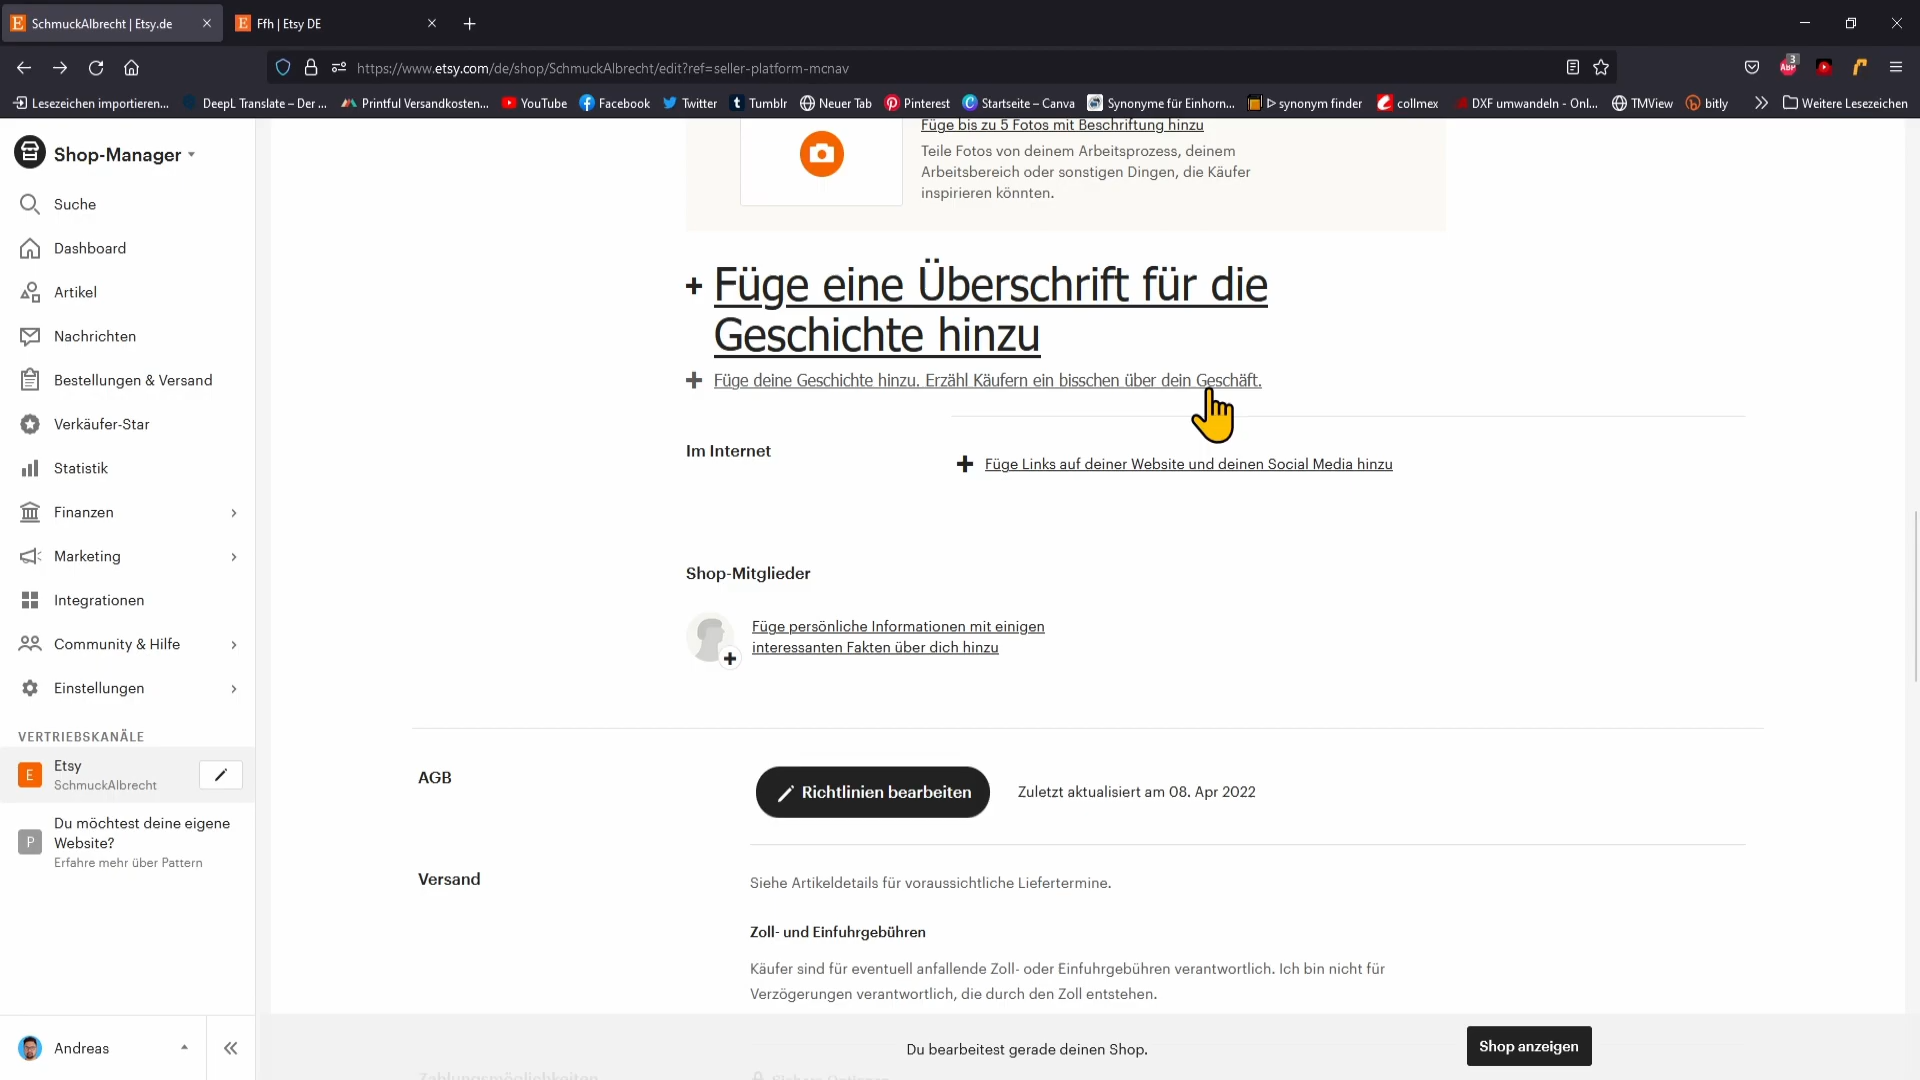 SchmuckAlbrecht | Etsy.de
Ffh | Etsy DE
https://www.etsy.com/de/shop/SchmuckAlbrecht/edit?ref=seller-platform-mcnav
3
ABP
Lesezeichen importieren...
DeepL Translate – Der ...
Printful Versandkosten...
YouTube
Facebook
Twitter
Tumblr
Neuer Tab
Pinterest
Startseite – Canva
Synonyme für Einhorn...
ᐅ synonym finder
collmex
DXF umwandeln - Onl...
TMView
bitly
Weitere Lesezeichen
Shop-Manager
Suche
Dashboard
Artikel
Nachrichten
Bestellungen & Versand
Verkäufer-Star
Statistik
Finanzen
Marketing
Integrationen
Community & Hilfe
Einstellungen
VERTRIEBSKANÄLE
E
Etsy
SchmuckAlbrecht
P
Du möchtest deine eigene
Website?
Erfahre mehr über Pattern
Andreas
Füge bis zu 5 Fotos mit Beschriftung hinzu
Teile Fotos von deinem Arbeitsprozess, deinem
Arbeitsbereich oder sonstigen Dingen, die Käufer
inspirieren könnten.
Füge eine Überschrift für die
Geschichte hinzu
Füge deine Geschichte hinzu. Erzähl Käufern ein bisschen über dein Geschäft.
Im Internet
Füge Links auf deiner Website und deinen Social Media hinzu
Shop-Mitglieder
Füge persönliche Informationen mit einigen
interessanten Fakten über dich hinzu
AGB
Richtlinien bearbeiten
Zuletzt aktualisiert am 08. Apr 2022
Versand
Siehe Artikeldetails für voraussichtliche Liefertermine.
Zoll- und Einfuhrgebühren
Käufer sind für eventuell anfallende Zoll- oder Einfuhrgebühren verantwortlich. Ich bin nicht für
Verzögerungen verantwortlich, die durch den Zoll entstehen.
Du bearbeitest gerade deinen Shop.
Shop anzeigen
Zahlungsmöglichkeiten
Sichere Optionen